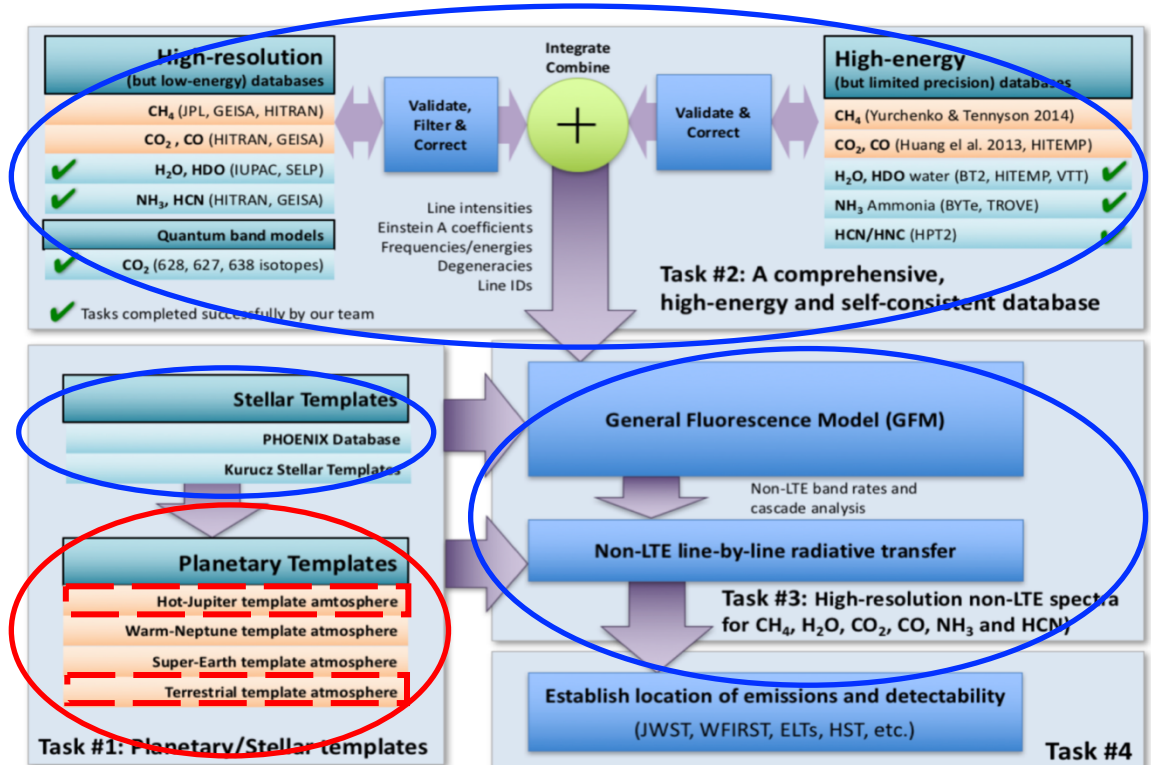 High-resolution
(but low-energy) databases
CH₄ (JPL, GEISA, HITRAN)
CO₂ , CO (HITRAN, GEISA)
H₂O, HDO (IUPAC, SELP)
NH₃, HCN (HITRAN, GEISA)
Quantum band models
CO₂ (628, 627, 638 isotopes)
Tasks completed successfully by our team
Validate,
Filter &
Correct
Integrate
Combine
+
Validate &
Correct
High-energy
(but limited precision) databases
CH₄ (Yurchenko & Tennyson 2014)
CO₂, CO (Huang el al. 2013, HITEMP)
H₂O, HDO water (BT2, HITEMP, VTT)
NH₃ Ammonia (BYTe, TROVE)
HCN/HNC (HPT2)
Line intensities
Einstein A coefficients
Frequencies/energies
Degeneracies
Line IDs
Task #2: A comprehensive,
high-energy and self-consistent database
Stellar Templates
PHOENIX Database
Kurucz Stellar Templates
Planetary Templates
Hot-Jupiter template amtosphere
Warm-Neptune template atmosphere
Super-Earth template atmosphere
Terrestrial template atmosphere
Task #1: Planetary/Stellar templates
General Fluorescence Model (GFM)
Non-LTE band rates and
cascade analysis
Non-LTE line-by-line radiative transfer
Task #3: High-resolution non-LTE spectra
for CH₄, H₂O, CO₂, CO, NH₃ and HCN)
Establish location of emissions and detectability
(JWST, WFIRST, ELTs, HST, etc.)
Task #4